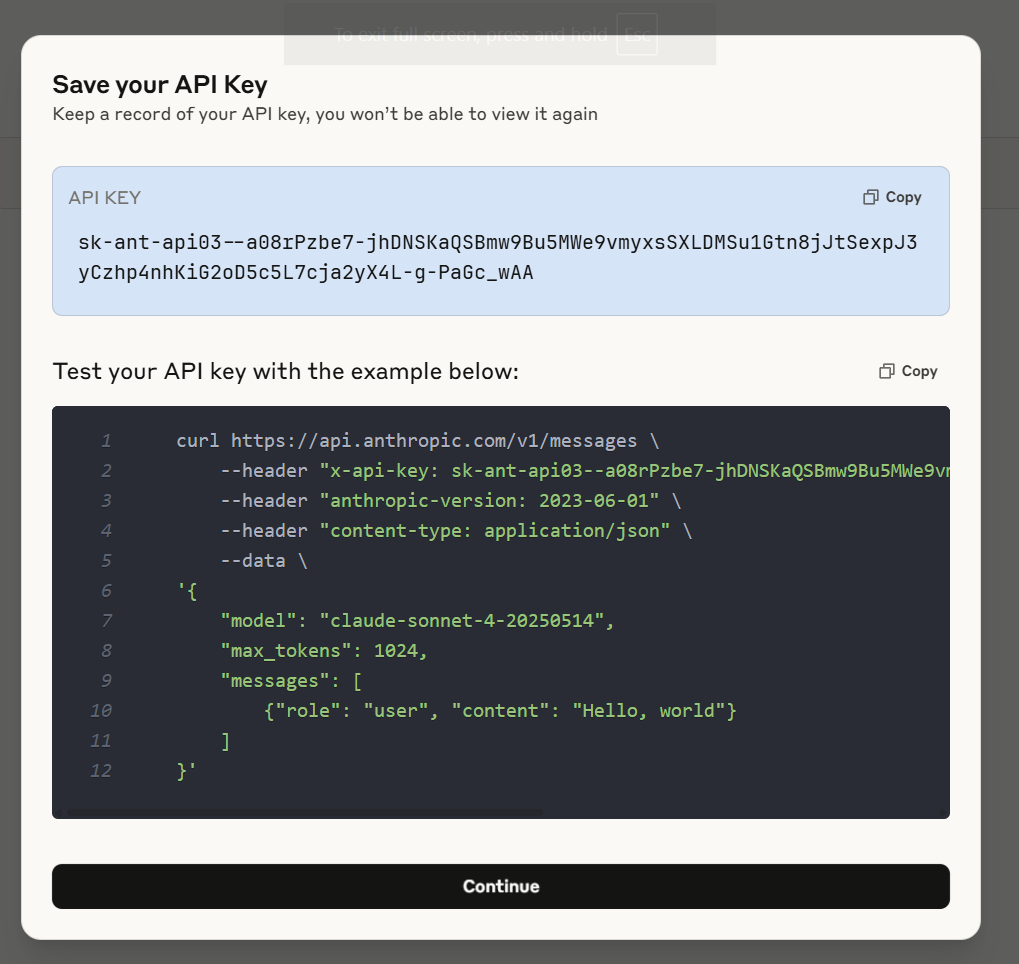 To exit full screen, press and hold Esc
Save your API Key
Keep a record of your API key, you won’t be able to view it again
API KEY
Copy
sk-ant-api03--a08rPzbe7-jhDNSKaQSBmw9Bu5MWe9vmyxsSXLDMSu1Gtn8jJtSexpJ3
yCzhp4nhKiG2oD5c5L7cja2yX4L-g-PaGc_wAA
Test your API key with the example below:
Copy
1 curl https://api.anthropic.com/v1/messages \
2 --header "x-api-key: sk-ant-api03--a08rPzbe7-jhDNSKaQSBmw9Bu5MWe9v
3 --header "anthropic-version: 2023-06-01" \
4 --header "content-type: application/json" \
5 --data \
6 '{
7 "model": "claude-sonnet-4-20250514",
8 "max_tokens": 1024,
9 "messages": [
10 {"role": "user", "content": "Hello, world"}
11 ]
12 }'
Continue